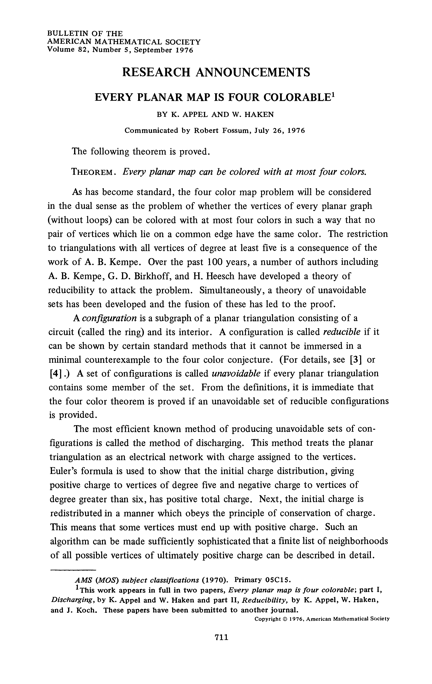 BULLETIN OF THE
AMERICAN MATHEMATICAL SOCIETY
Volume 82, Number 5, September 1976
RESEARCH ANNOUNCEMENTS
EVERY PLANAR MAP IS FOUR COLORABLE¹
BY K. APPEL AND W. HAKEN
Communicated by Robert Fossum, July 26, 1976
The following theorem is proved.
THEOREM. Every planar map can be colored with at most four colors.
As has become standard, the four color map problem will be considered
in the dual sense as the problem of whether the vertices of every planar graph
(without loops) can be colored with at most four colors in such a way that no
pair of vertices which lie on a common edge have the same color. The restriction
to triangulations with all vertices of degree at least five is a consequence of the
work of A. B. Kempe. Over the past 100 years, a number of authors including
A. B. Kempe, G. D. Birkhoff, and H. Heesch have developed a theory of
reducibility to attack the problem. Simultaneously, a theory of unavoidable
sets has been developed and the fusion of these has led to the proof.
A configuration is a subgraph of a planar triangulation consisting of a
circuit (called the ring) and its interior. A configuration is called reducible if it
can be shown by certain standard methods that it cannot be immersed in a
minimal counterexample to the four color conjecture. (For details, see [3] or
[4].) A set of configurations is called unavoidable if every planar triangulation
contains some member of the set. From the definitions, it is immediate that
the four color theorem is proved if an unavoidable set of reducible configurations
is provided.
The most efficient known method of producing unavoidable sets of con-
figurations is called the method of discharging. This method treats the planar
triangulation as an electrical network with charge assigned to the vertices.
Euler's formula is used to show that the initial charge distribution, giving
positive charge to vertices of degree five and negative charge to vertices of
degree greater than six, has positive total charge. Next, the initial charge is
redistributed in a manner which obeys the principle of conservation of charge.
This means that some vertices must end up with positive charge. Such an
algorithm can be made sufficiently sophisticated that a finite list of neighborhoods
of all possible vertices of ultimately positive charge can be described in detail.
AMS (MOS) subject classifications (1970). Primary 05C15.
¹This work appears in full in two papers, Every planar map is four colorable; part I,
Discharging, by K. Appel and W. Haken and part II, Reducibility, by K. Appel, W. Haken,
and J. Koch. These papers have been submitted to another journal.
Copyright © 1976, American Mathematical Society
711